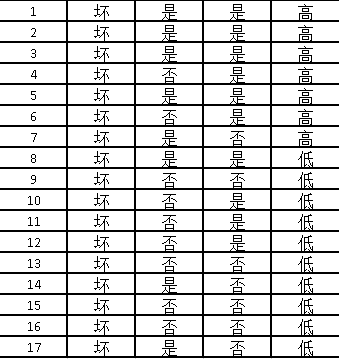 1 坏 是 是 高
2 坏 是 是 高
3 坏 是 是 高
4 坏 否 是 高
5 坏 是 是 高
6 坏 否 是 高
7 坏 是 否 高
8 坏 是 是 低
9 坏 否 否 低
10 坏 否 是 低
11 坏 否 是 低
12 坏 否 是 低
13 坏 否 否 低
14 坏 是 否 低
15 坏 否 否 低
16 坏 否 否 低
17 坏 是 否 低